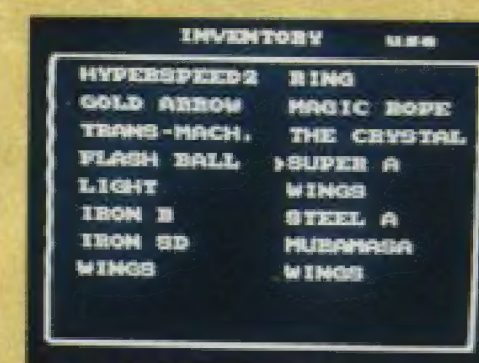 INVENTORY use
HYPERSPEED2 RING
GOLD ARROW MAGIC ROPE
TRANS-MACH. THE CRYSTAL
FLASH BALL SUPER A
LIGHT WINGS
IRON B STEEL A
IRON SD MURAMASA
WINGS WINGS